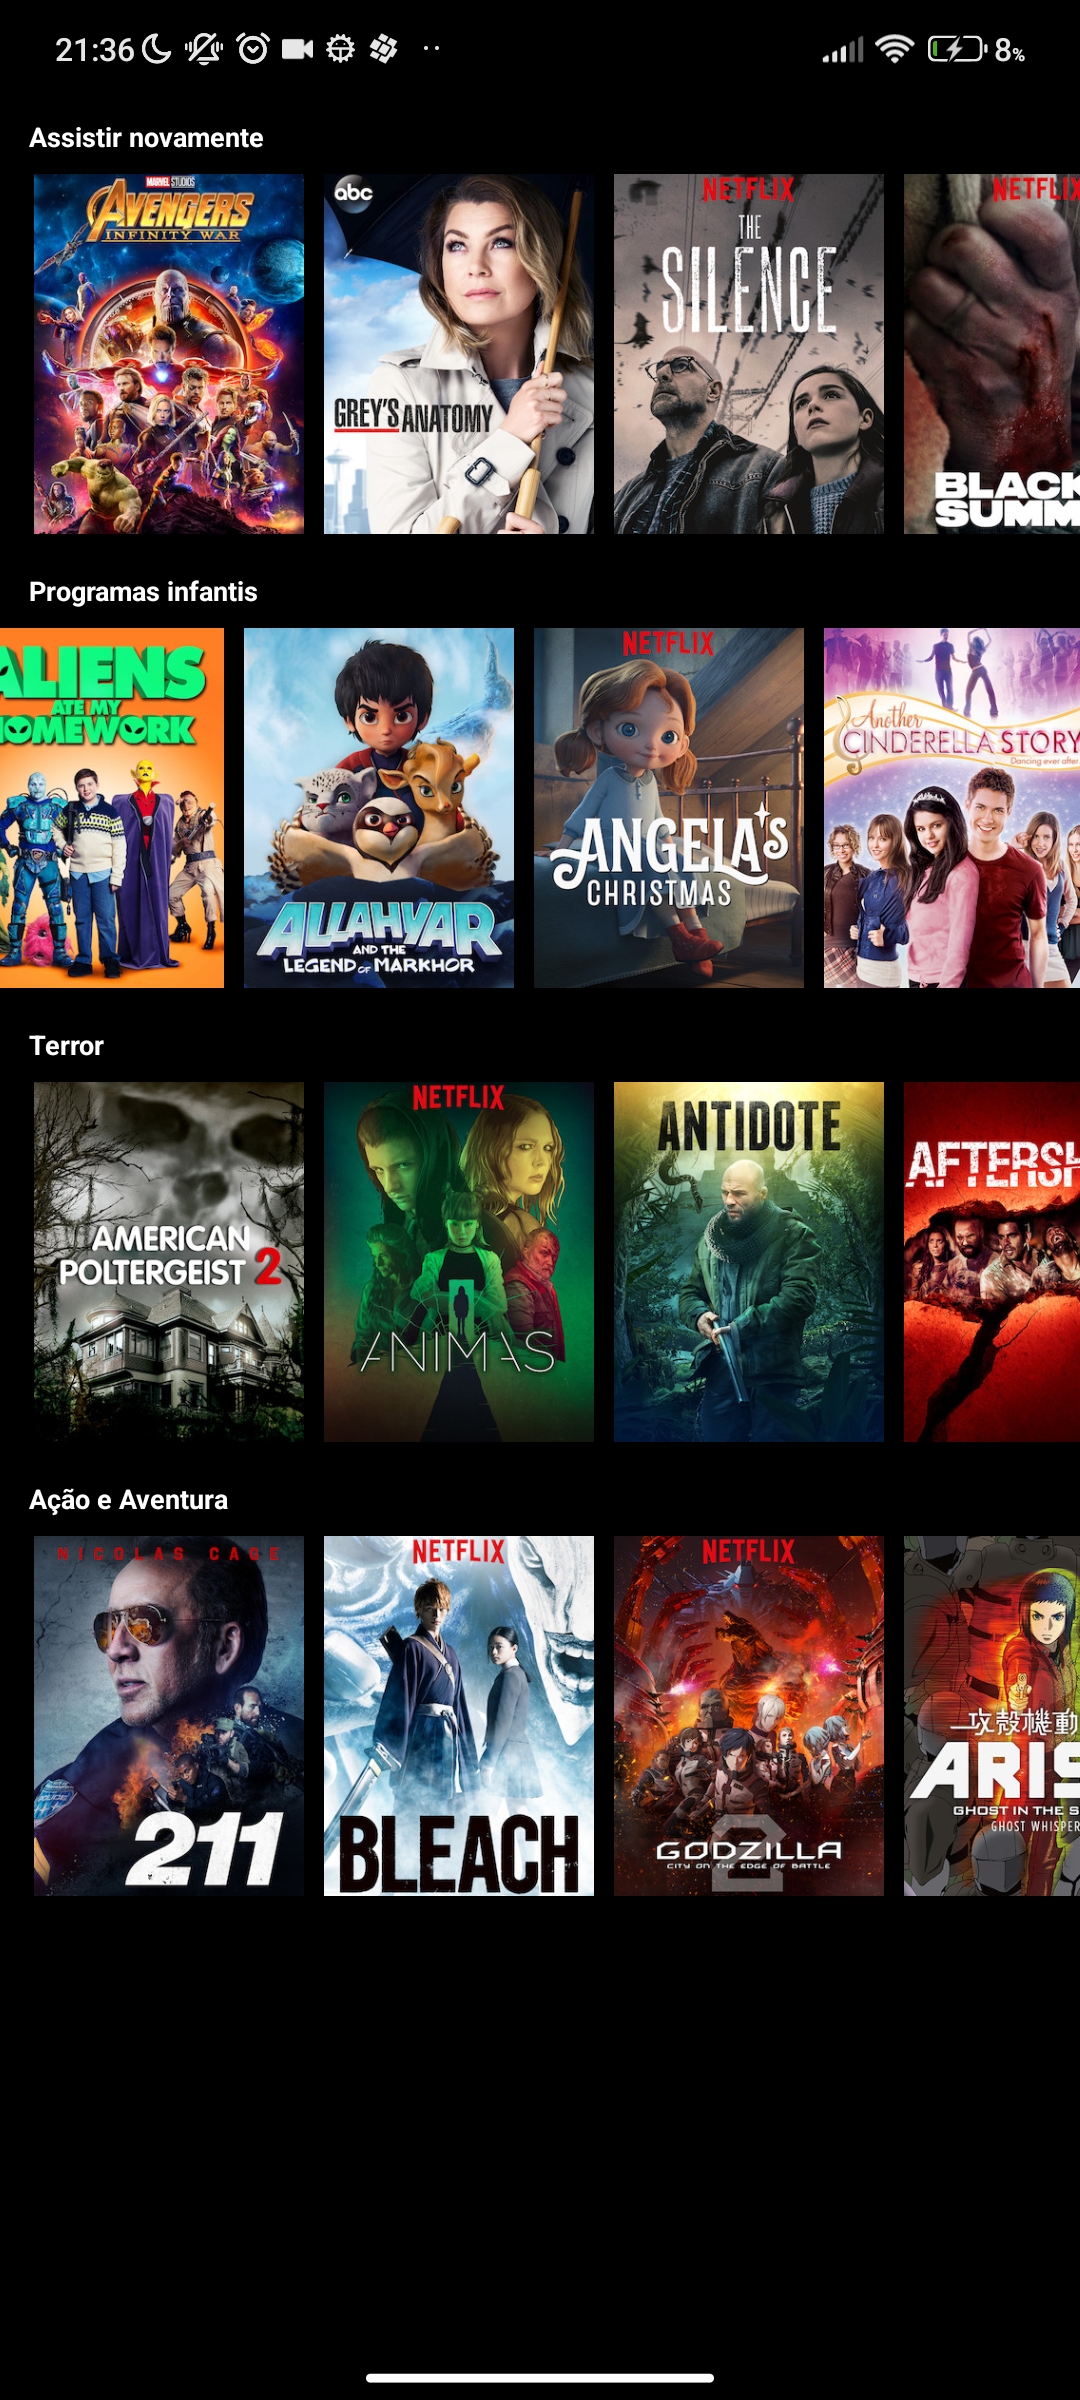 21:36
8%
Assistir novamente
MARVEL STUDIOS
AVENGERS
INFINITY WAR
abc
GREY'S ANATOMY
NETFLIX
THE
SILENCE
NETFLIX
BLACK
SUMM
Programas infantis
ALIENS
ATE MY
HOMEWORK
ALLAHYAR
AND THE
LEGEND OF MARKHOR
NETFLIX
ANGELA'S
CHRISTMAS
Another
CINDERELLA STORY
Dancing ever after.
Terror
AMERICAN
POLTERGEIST 2
NETFLIX
ANIMAS
ANTIDOTE
AFTERSH
Ação e Aventura
NICOLAS CAGE
POLICE
211
NETFLIX
BLEACH
NETFLIX
2
GODZILLA
CITY ON THE EDGE OF BATTLE
攻殻機動
ARIS
GHOST IN THE S
GHOST WHISPER